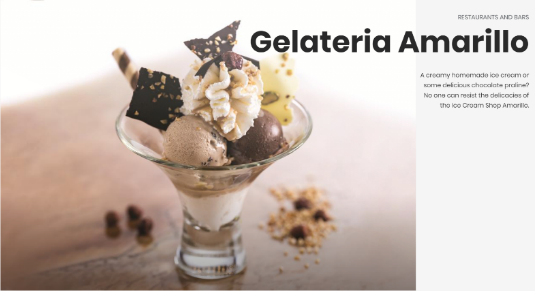 RESTAURANTS AND BARS
Gelateria Amarillo
A creamy homemade ice cream or
some delicious chocolate praline?
No one can resist the delicacies of
the Ice Cream Shop Amarillo.